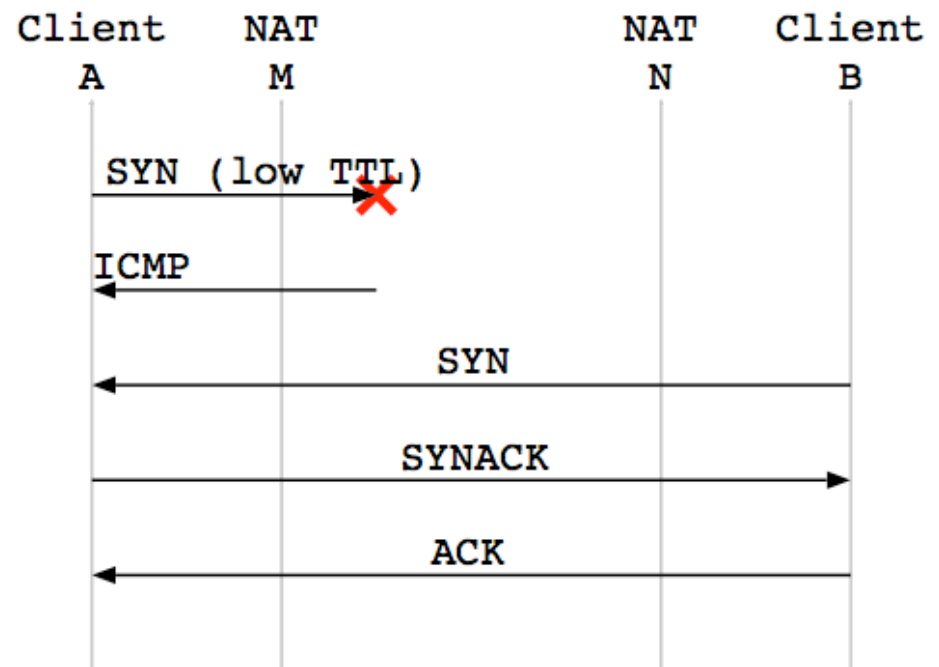 Client NAT NAT Client
A M N B
SYN (low TTL)
ICMP
SYN
SYNACK
ACK